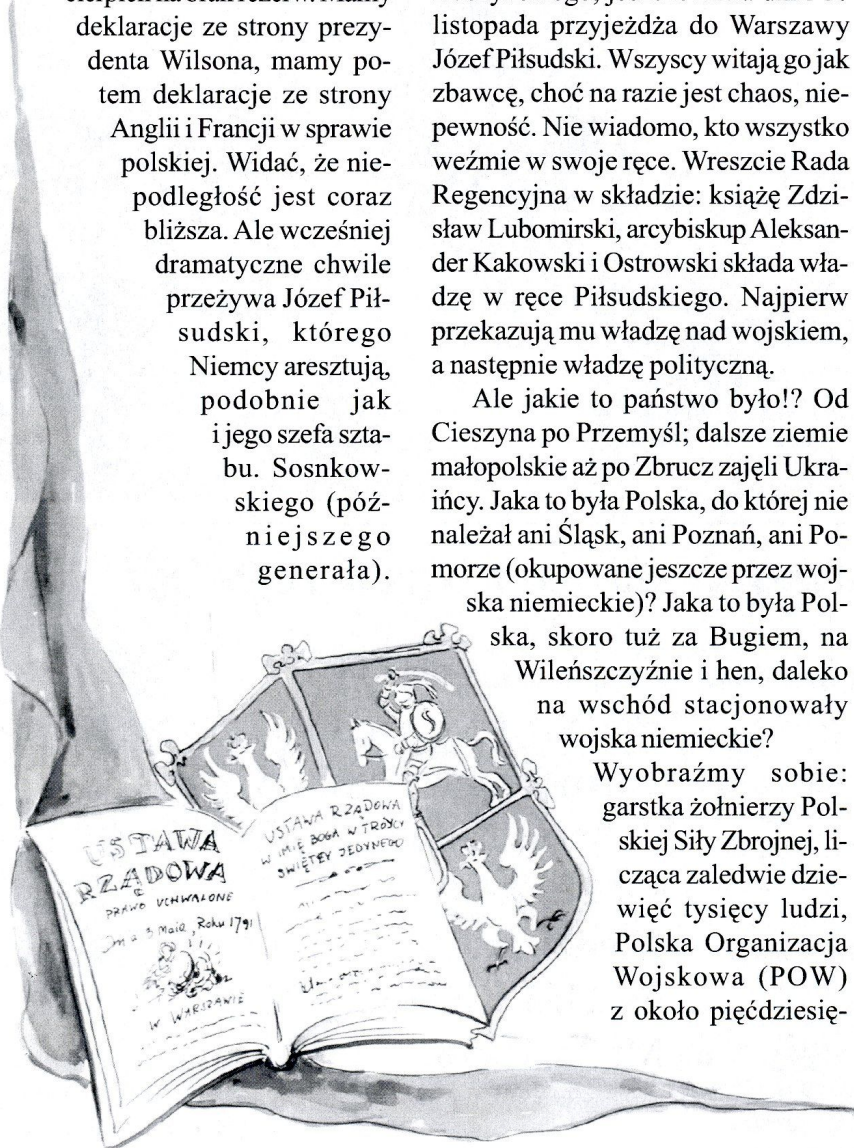 Mamy
deklaracje ze strony prezy-
denta Wilsona, mamy po-
tem deklaracje ze strony
Anglii i Francji w sprawie
polskiej. Widać, że nie-
podległość jest coraz
bliższa. Ale wcześniej
dramatyczne chwile
przeżywa Józef Pił-
sudski, którego
Niemcy aresztują,
podobnie jak
i jego szefa szta-
bu. Sosnkow-
skiego (póź-
niejszego
generała).
listopada przyjeżdża do Warszawy
Józef Piłsudski. Wszyscy witają go jak
zbawcę, choć na razie jest chaos, nie-
pewność. Nie wiadomo, kto wszystko
weźmie w swoje ręce. Wreszcie Rada
Regencyjna w składzie: książę Zdzi-
sław Lubomirski, arcybiskup Aleksan-
der Kakowski i Ostrowski składa wła-
dzę w ręce Piłsudskiego. Najpierw
przekazują mu władzę nad wojskiem,
a następnie władzę polityczną.
Ale jakie to państwo było!? Od
Cieszyna po Przemyśl; dalsze ziemie
małopolskie aż po Zbrucz zajęli Ukra-
ińcy. Jaka to była Polska, do której nie
należał ani Śląsk, ani Poznań, ani Po-
morze (okupowane jeszcze przez woj-
ska niemieckie)? Jaka to była Pol-
ska, skoro tuż za Bugiem, na
Wileńszczyźnie i hen, daleko
na wschód stacjonowały
wojska niemieckie?
Wyobraźmy sobie:
garstka żołnierzy Pol-
skiej Siły Zbrojnej, li-
cząca zaledwie dzie-
więć tysięcy ludzi,
Polska Organizacja
Wojskowa (POW)
z około pięćdziesię-
USTAWA
RZĄDOWA
PRAWO UCHWALONE
Dnia 3 Maia, Roku 1791
W WARSZAWIE
USTAWA RZĄDOWA
W IMIĘ BOGA W TRÓYCY
ŚWIĘTEY JEDYNEGO